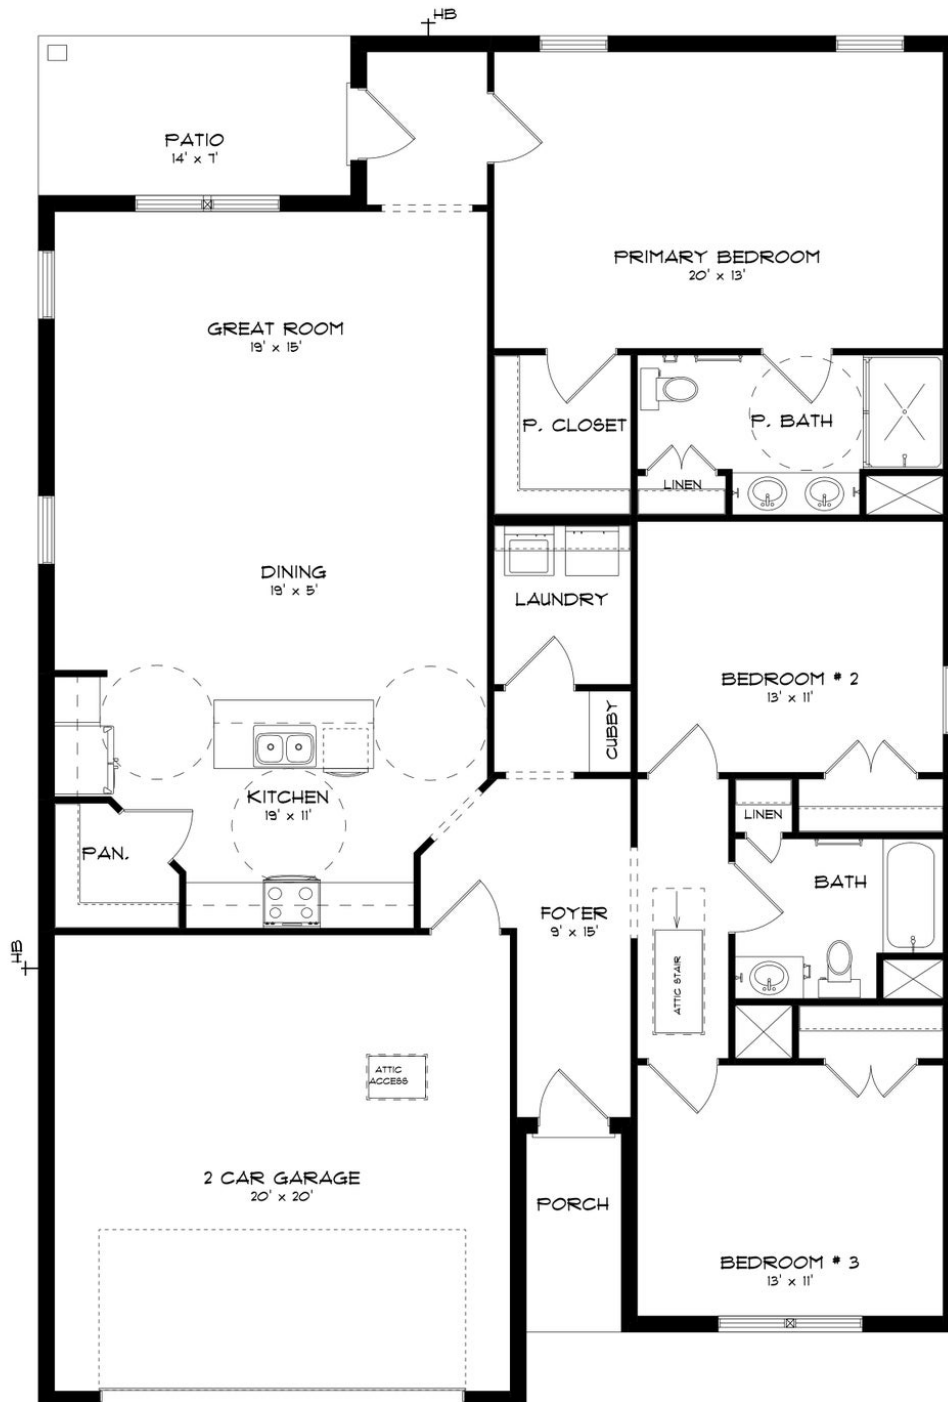 HB
PATIO
14' x 7'
PRIMARY BEDROOM
20' x 13'
GREAT ROOM
19' x 15'
P. CLOSET
P. BATH
LINEN
DINING
19' x 5'
LAUNDRY
BEDROOM # 2
13' x 11'
CUBBY
KITCHEN
19' x 11'
LINEN
PAN.
BATH
FOYER
9' x 15'
HB
ATTIC STAIR
ATTIC
ACCESS
2 CAR GARAGE
20' x 20'
PORCH
BEDROOM # 3
13' x 11'